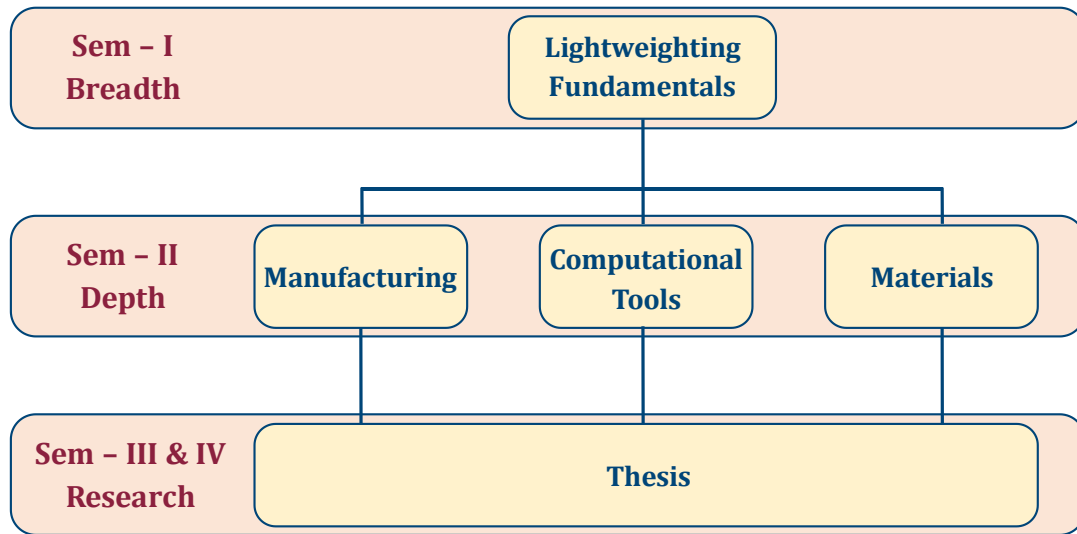 Sem – I
Breadth
Lightweighting
Fundamentals
Sem – II
Depth
Manufacturing
Computational
Tools
Materials
Sem – III & IV
Research
Thesis